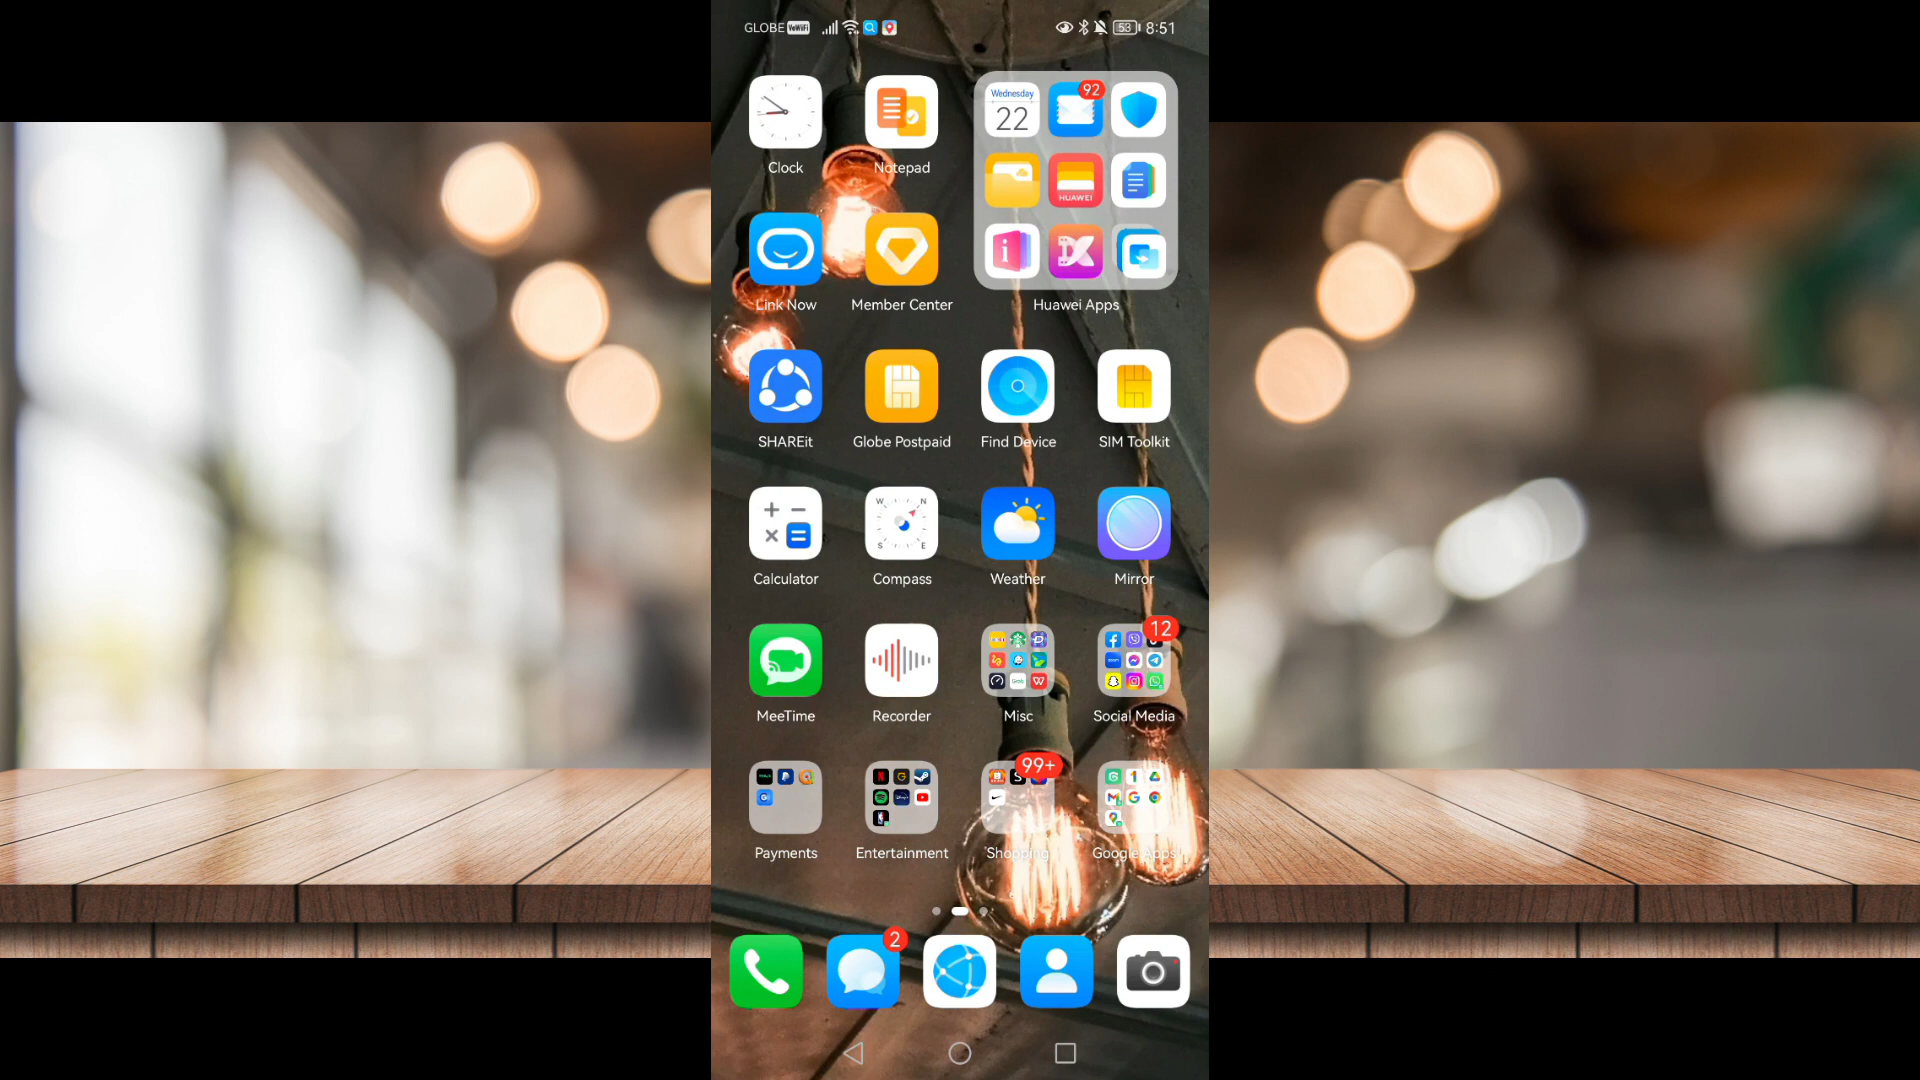 GLOBE VoWiFi 53 8:51
Wednesday
22
92
HUAWEI
Clock Notepad
Link Now Member Center Huawei Apps
SHAREit Globe Postpaid Find Device SIM Toolkit
W N
S E
Calculator Compass Weather Mirror
12
MeeTime Recorder Misc Social Media
99+
Payments Entertainment Shopping Google Apps
2